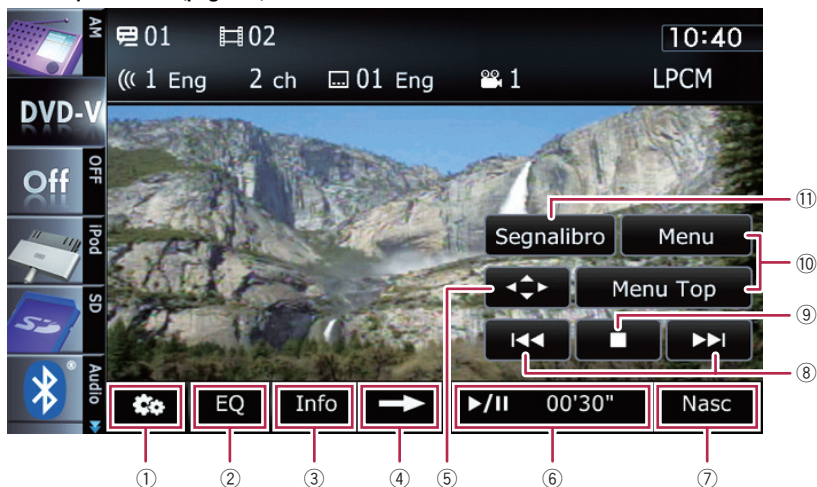 AM
01 02 10:40
1 Eng 2 ch 01 Eng 1 LPCM
DVD-V
OFF
Off
iPod
SD
SD
Audio
Segnalibro Menu
Menu Top
EQ Info ▶/II 00'30" Nasc
⑪
⑩
⑨
⑧
① ② ③ ④ ⑤ ⑥ ⑦